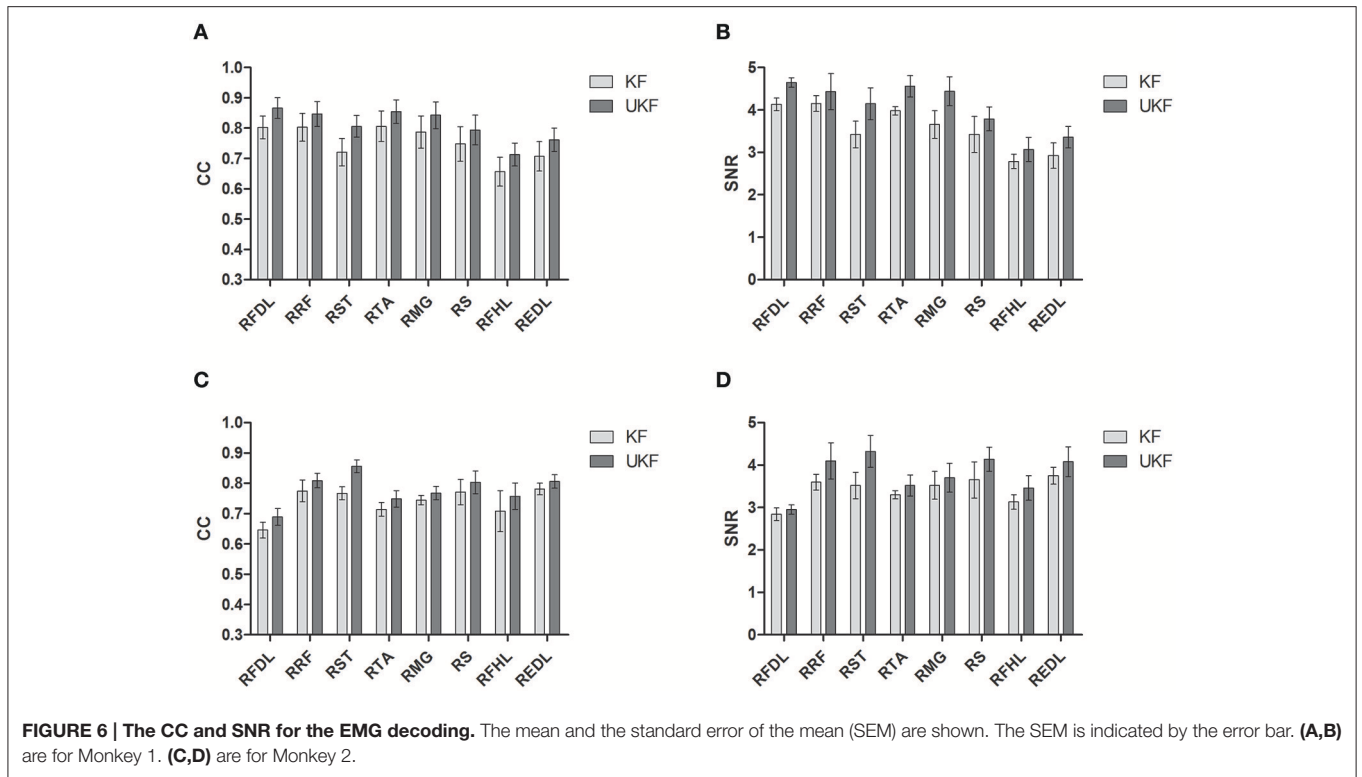 A
1.0
0.9
0.8
0.7
0.6
0.5
0.4
0.3
CC
RFDL
RRF
RST
RTA
RMG
RS
RFHL
REDL
KF
UKF
B
5
4
3
2
1
0
SNR
RFDL
RRF
RST
RTA
RMG
RS
RFHL
REDL
KF
UKF
C
1.0
0.9
0.8
0.7
0.6
0.5
0.4
0.3
CC
RFDL
RRF
RST
RTA
RMG
RS
RFHL
REDL
KF
UKF
D
5
4
3
2
1
0
SNR
RFDL
RRF
RST
RTA
RMG
RS
RFHL
REDL
KF
UKF
FIGURE 6 | The CC and SNR for the EMG decoding. The mean and the standard error of the mean (SEM) are shown. The SEM is indicated by the error bar. (A,B)
are for Monkey 1. (C,D) are for Monkey 2.